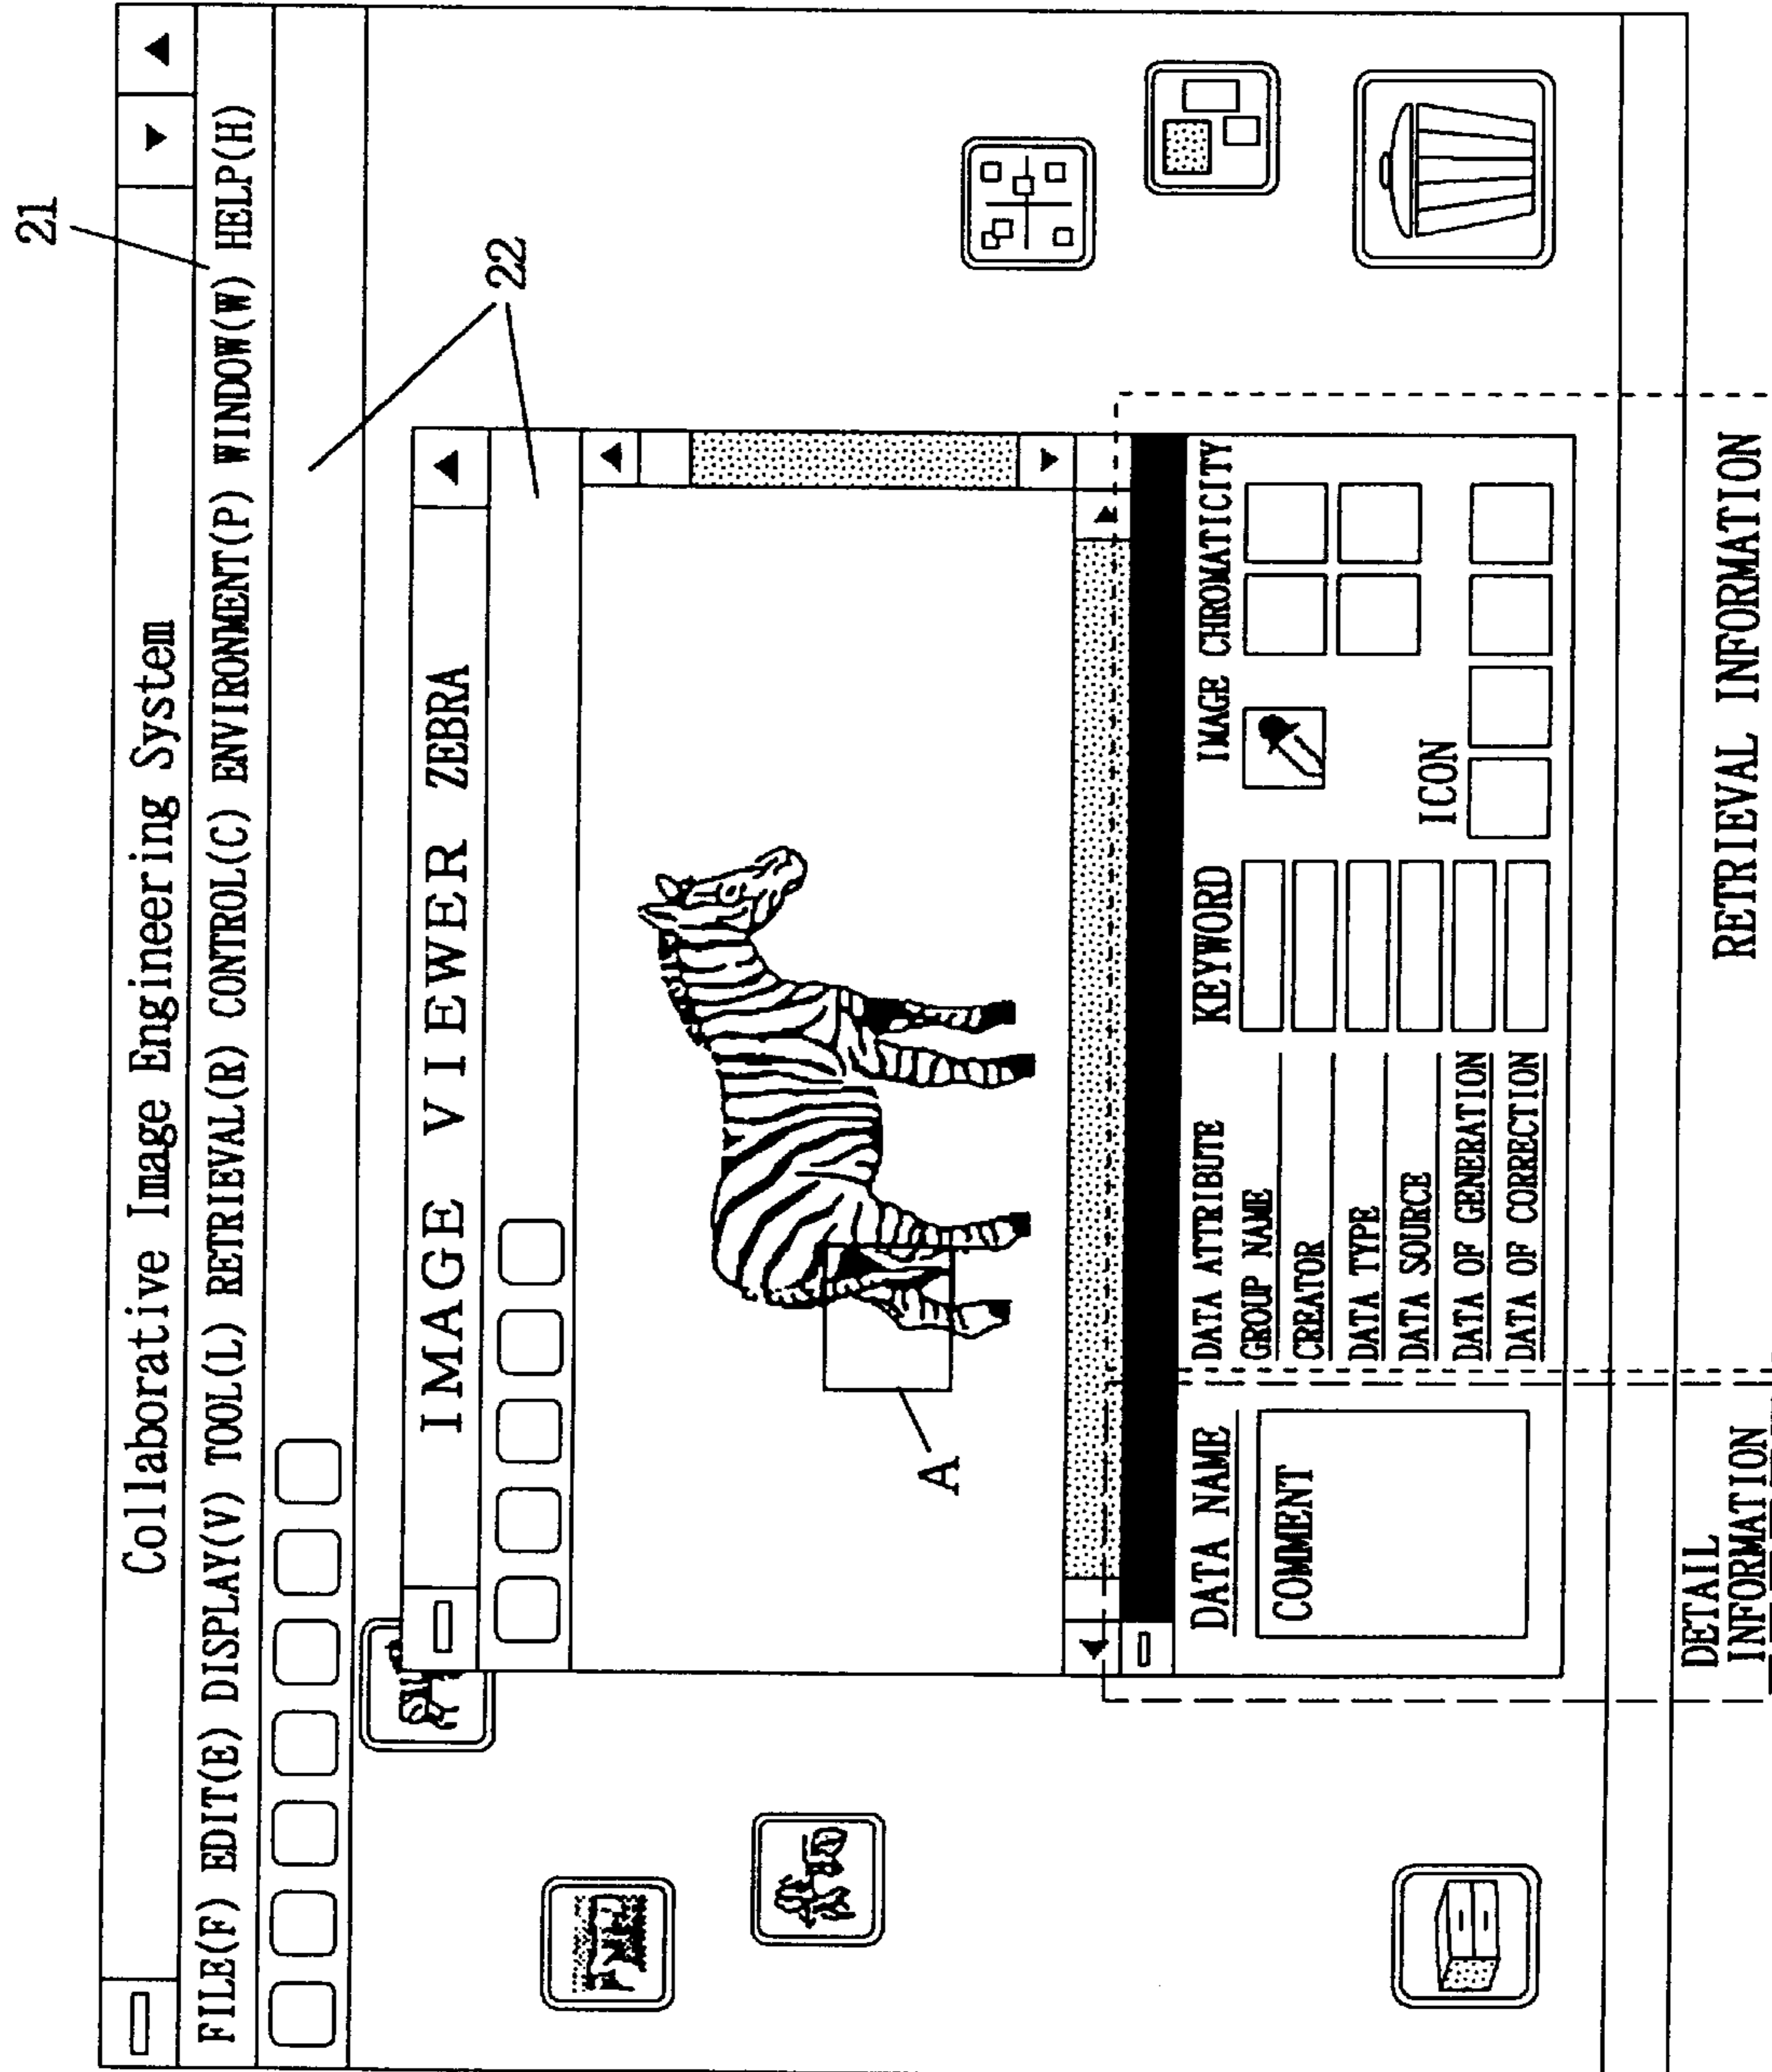 21
Collaborative Image Engineering System
FILE(F) EDIT(E) DISPLAY(V) TOOL(L) RETRIEVAL(R) CONTROL(C) ENVIRONMENT(P) WINDOW(W) HELP(H)
22
IMAGE VIEWER ZEBRA
A
DATA NAME
COMMENT
DATA ATTRIBUTE
GROUP NAME
CREATOR
DATA TYPE
DATA SOURCE
DATA OF GENERATION
DATA OF CORRECTION
KEYWORD
IMAGE CHROMATICITY
ICON
DETAIL
INFORMATION
RETRIEVAL INFORMATION